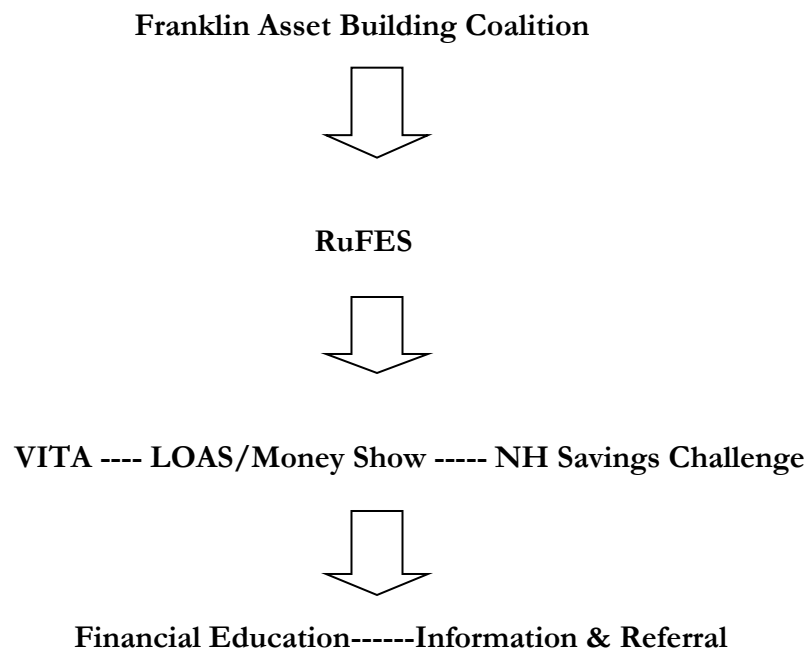 Franklin Asset Building Coalition
RuFES
VITA ---- LOAS/Money Show ----- NH Savings Challenge
Financial Education------Information & Referral